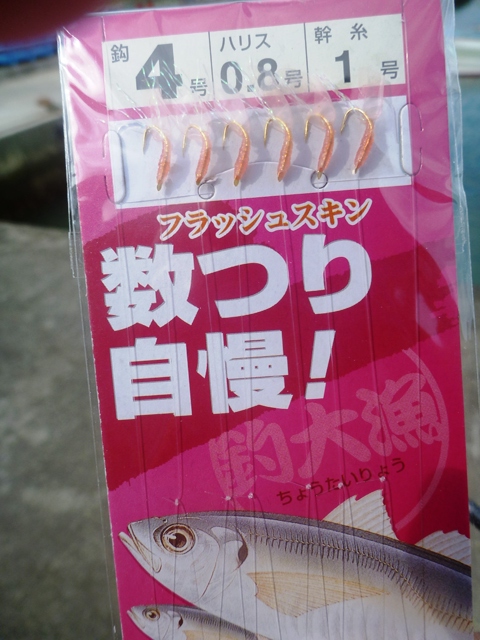 鈎 4号 ハリス 0.8号 幹糸 1号
フラッシュスキン
数つり
自慢!
釣大漁
ちょうたいりょう